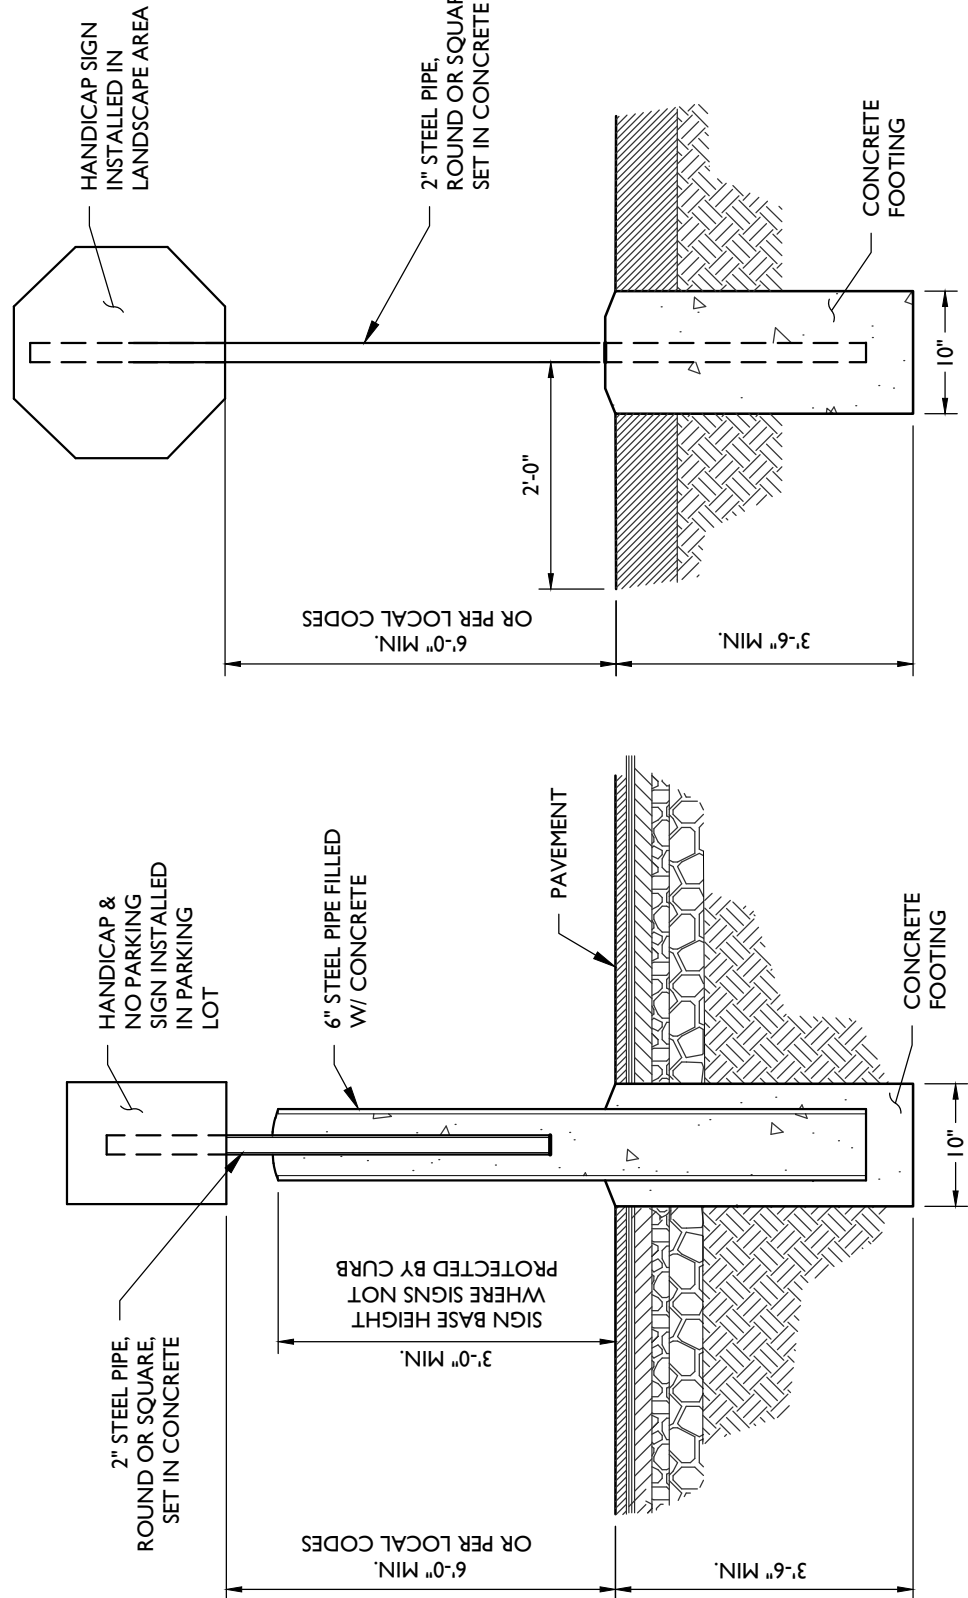 HANDICAP SIGN
INSTALLED IN
LANDSCAPE AREA
2" STEEL PIPE,
ROUND OR SQUAR
SET IN CONCRETE
CONCRETE
FOOTING
10"
2'-0"
6'-0" MIN.
OR PER LOCAL CODES
3'-6" MIN.
HANDICAP &
NO PARKING
SIGN INSTALLED
IN PARKING
LOT
6" STEEL PIPE FILLED
W/ CONCRETE
PAVEMENT
CONCRETE
FOOTING
10"
2" STEEL PIPE,
ROUND OR SQUARE,
SET IN CONCRETE
3'-0" MIN.
SIGN BASE HEIGHT
WHERE SIGNS NOT
PROTECTED BY CURB
6'-0" MIN.
OR PER LOCAL CODES
3'-6" MIN.